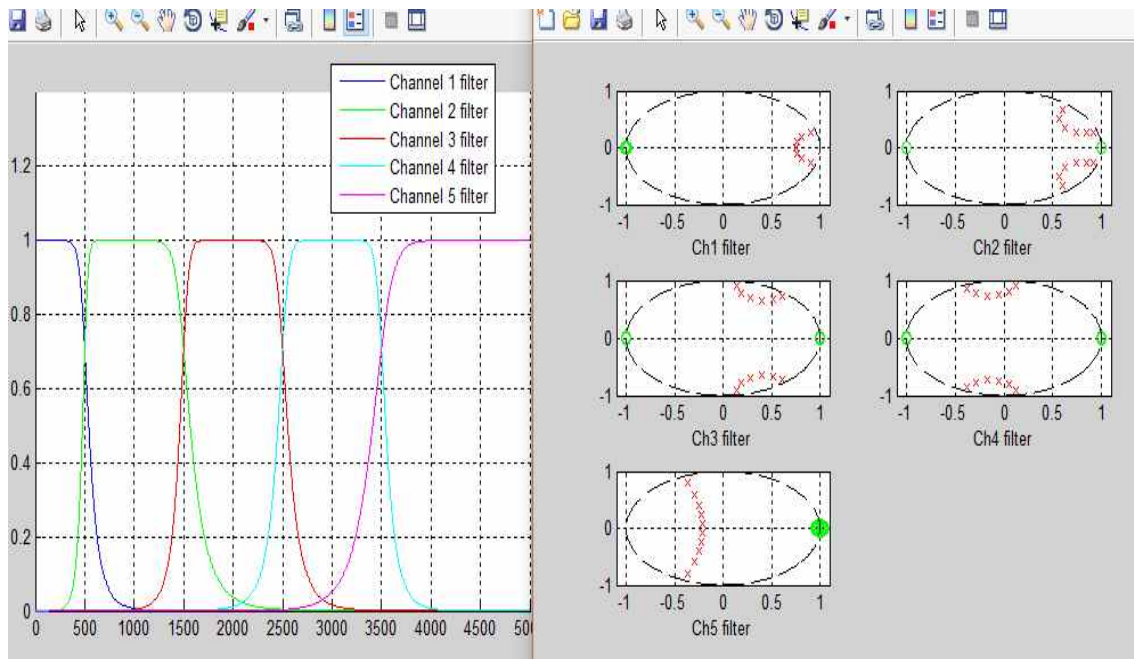 Channel 1 filter
Channel 2 filter
Channel 3 filter
Channel 4 filter
Channel 5 filter
1.2
1
0.8
0.6
0.4
0.2
0
0 500 1000 1500 2000 2500 3000 3500 4000 4500 500
1
0
-1
-1 -0.5 0 0.5 1
Ch1 filter
1
0
-1
-1 -0.5 0 0.5 1
Ch2 filter
1
0
-1
-1 -0.5 0 0.5 1
Ch3 filter
1
0
-1
-1 -0.5 0 0.5 1
Ch4 filter
1
0
-1
-1 -0.5 0 0.5 1
Ch5 filter